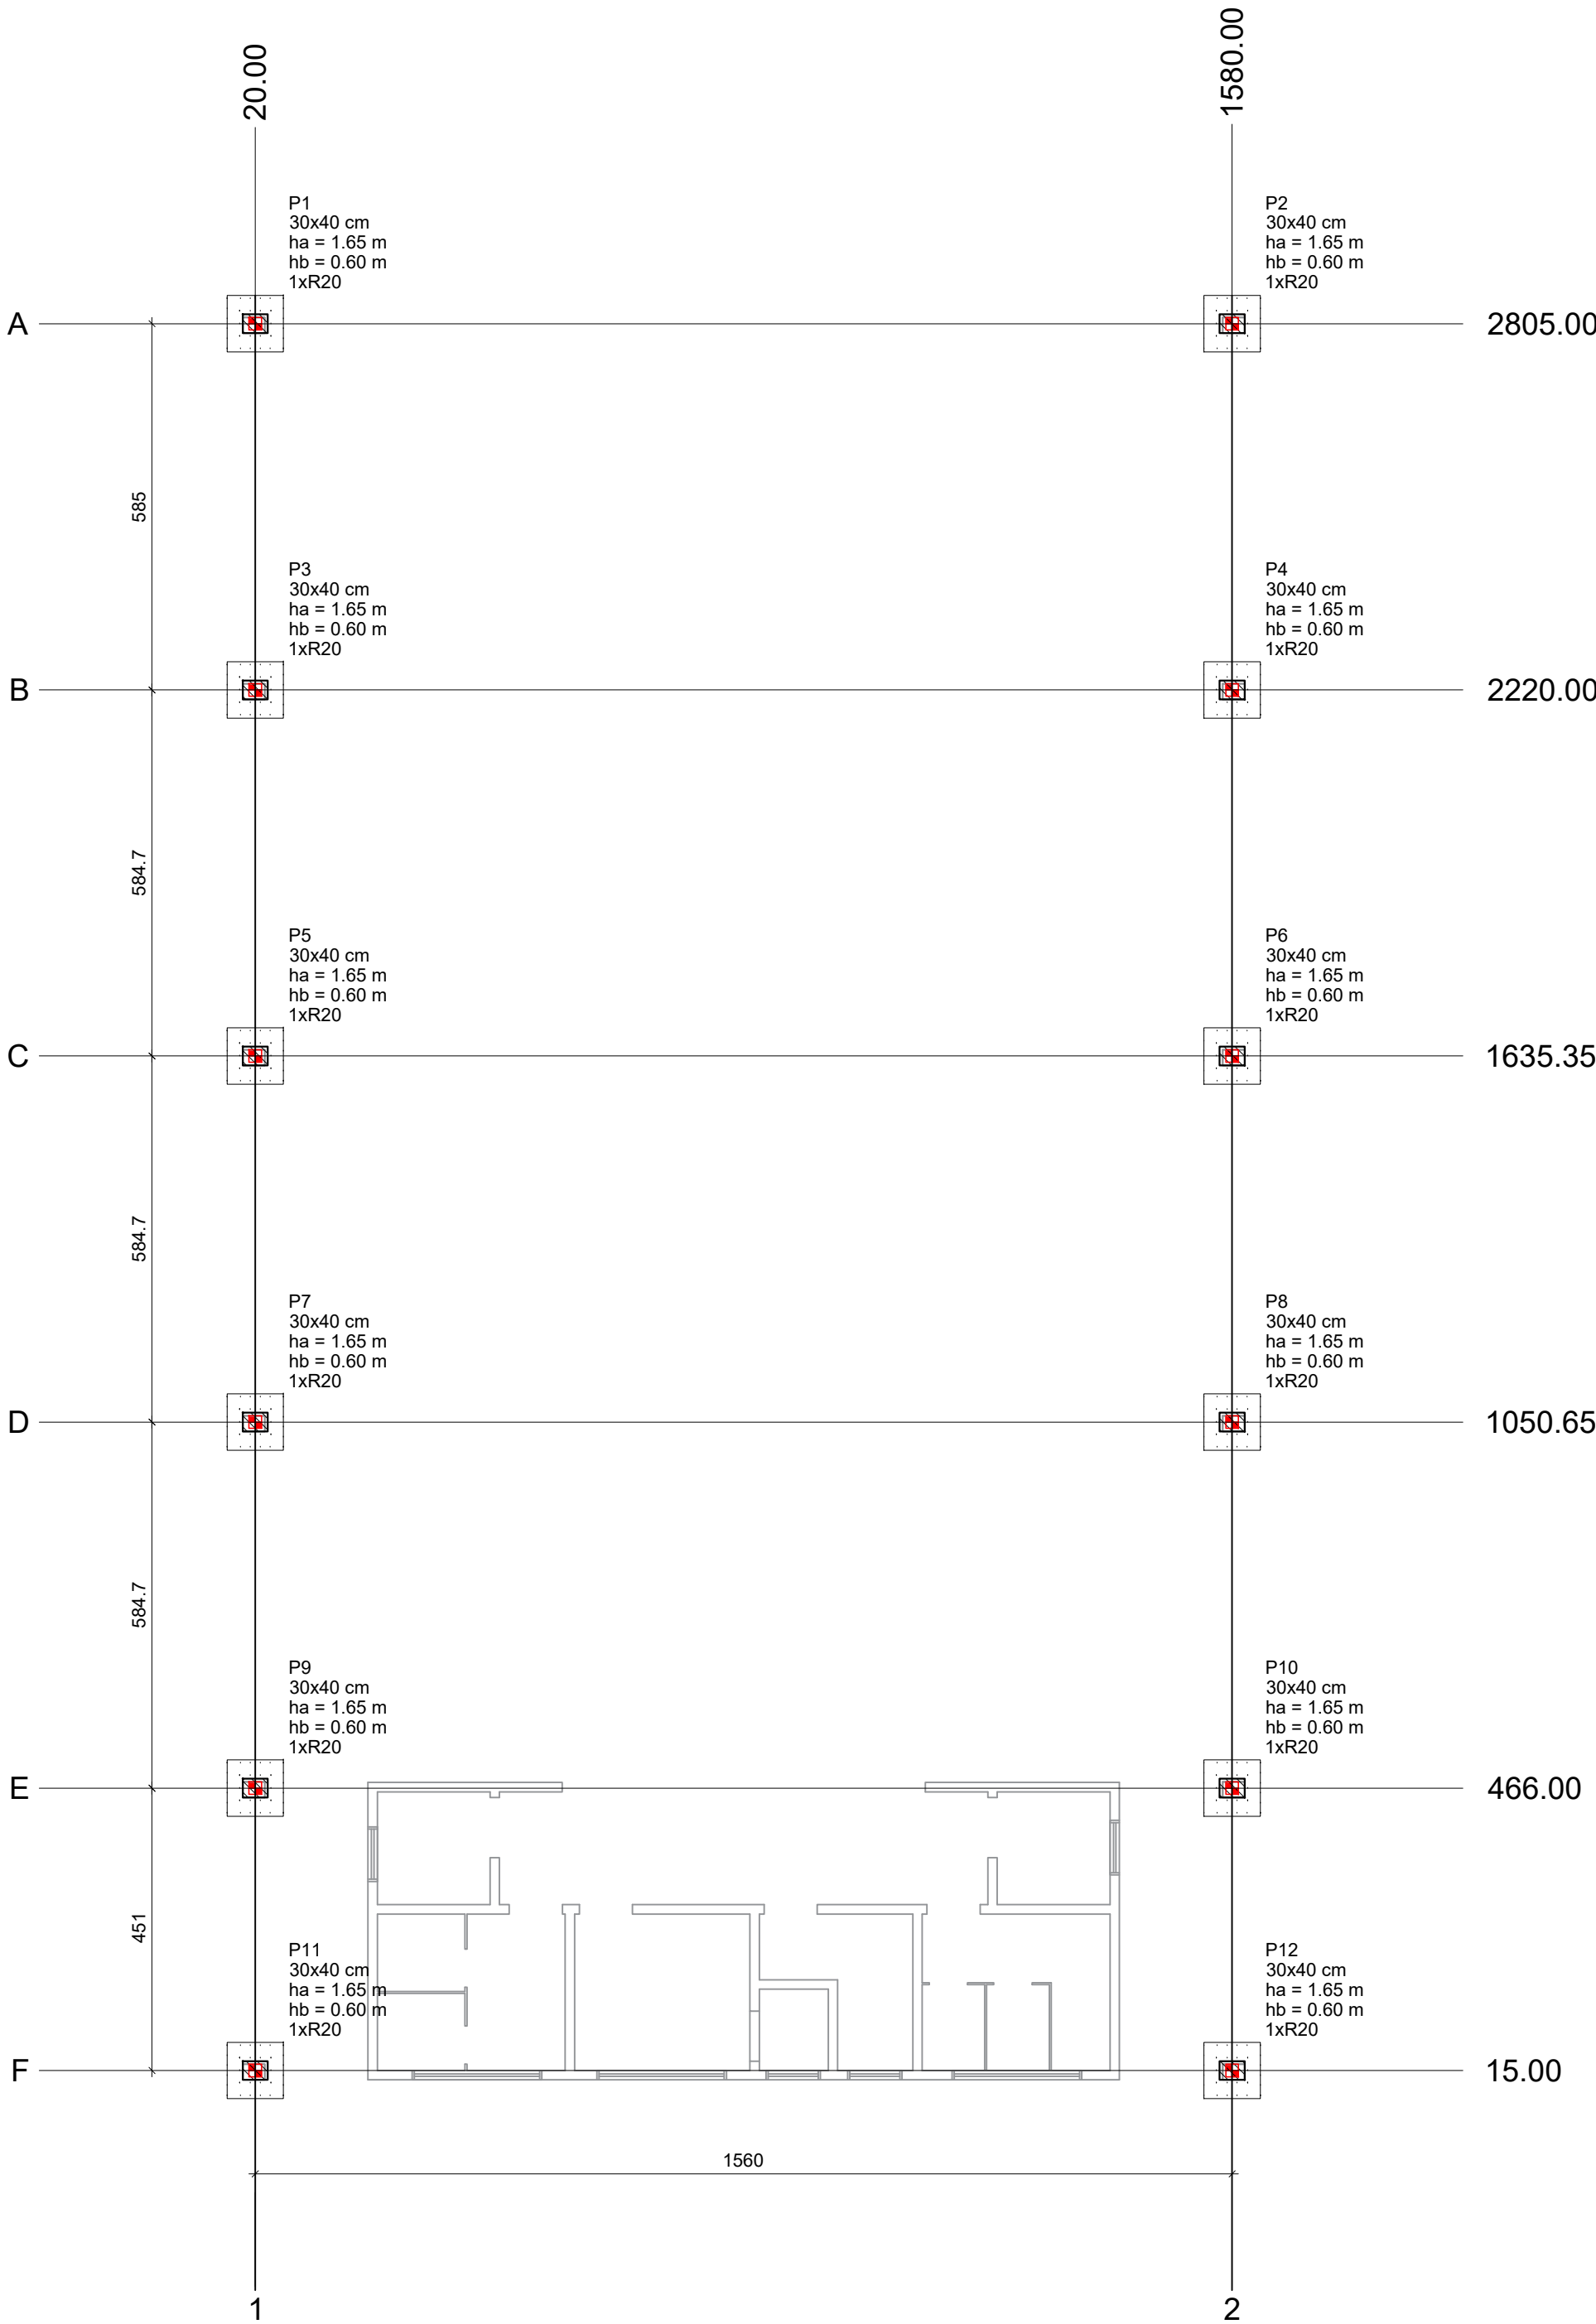 20.00
1580.00
P1
30x40 cm
ha = 1.65 m
hb = 0.60 m
1xR20
P2
30x40 cm
ha = 1.65 m
hb = 0.60 m
1xR20
A
2805.00
585
P3
30x40 cm
ha = 1.65 m
hb = 0.60 m
1xR20
P4
30x40 cm
ha = 1.65 m
hb = 0.60 m
1xR20
B
2220.00
584.7
P5
30x40 cm
ha = 1.65 m
hb = 0.60 m
1xR20
P6
30x40 cm
ha = 1.65 m
hb = 0.60 m
1xR20
C
1635.35
584.7
P7
30x40 cm
ha = 1.65 m
hb = 0.60 m
1xR20
P8
30x40 cm
ha = 1.65 m
hb = 0.60 m
1xR20
D
1050.65
584.7
P9
30x40 cm
ha = 1.65 m
hb = 0.60 m
1xR20
P10
30x40 cm
ha = 1.65 m
hb = 0.60 m
1xR20
E
466.00
451
P11
30x40 cm
ha = 1.65 m
hb = 0.60 m
1xR20
P12
30x40 cm
ha = 1.65 m
hb = 0.60 m
1xR20
F
15.00
1560
1
2